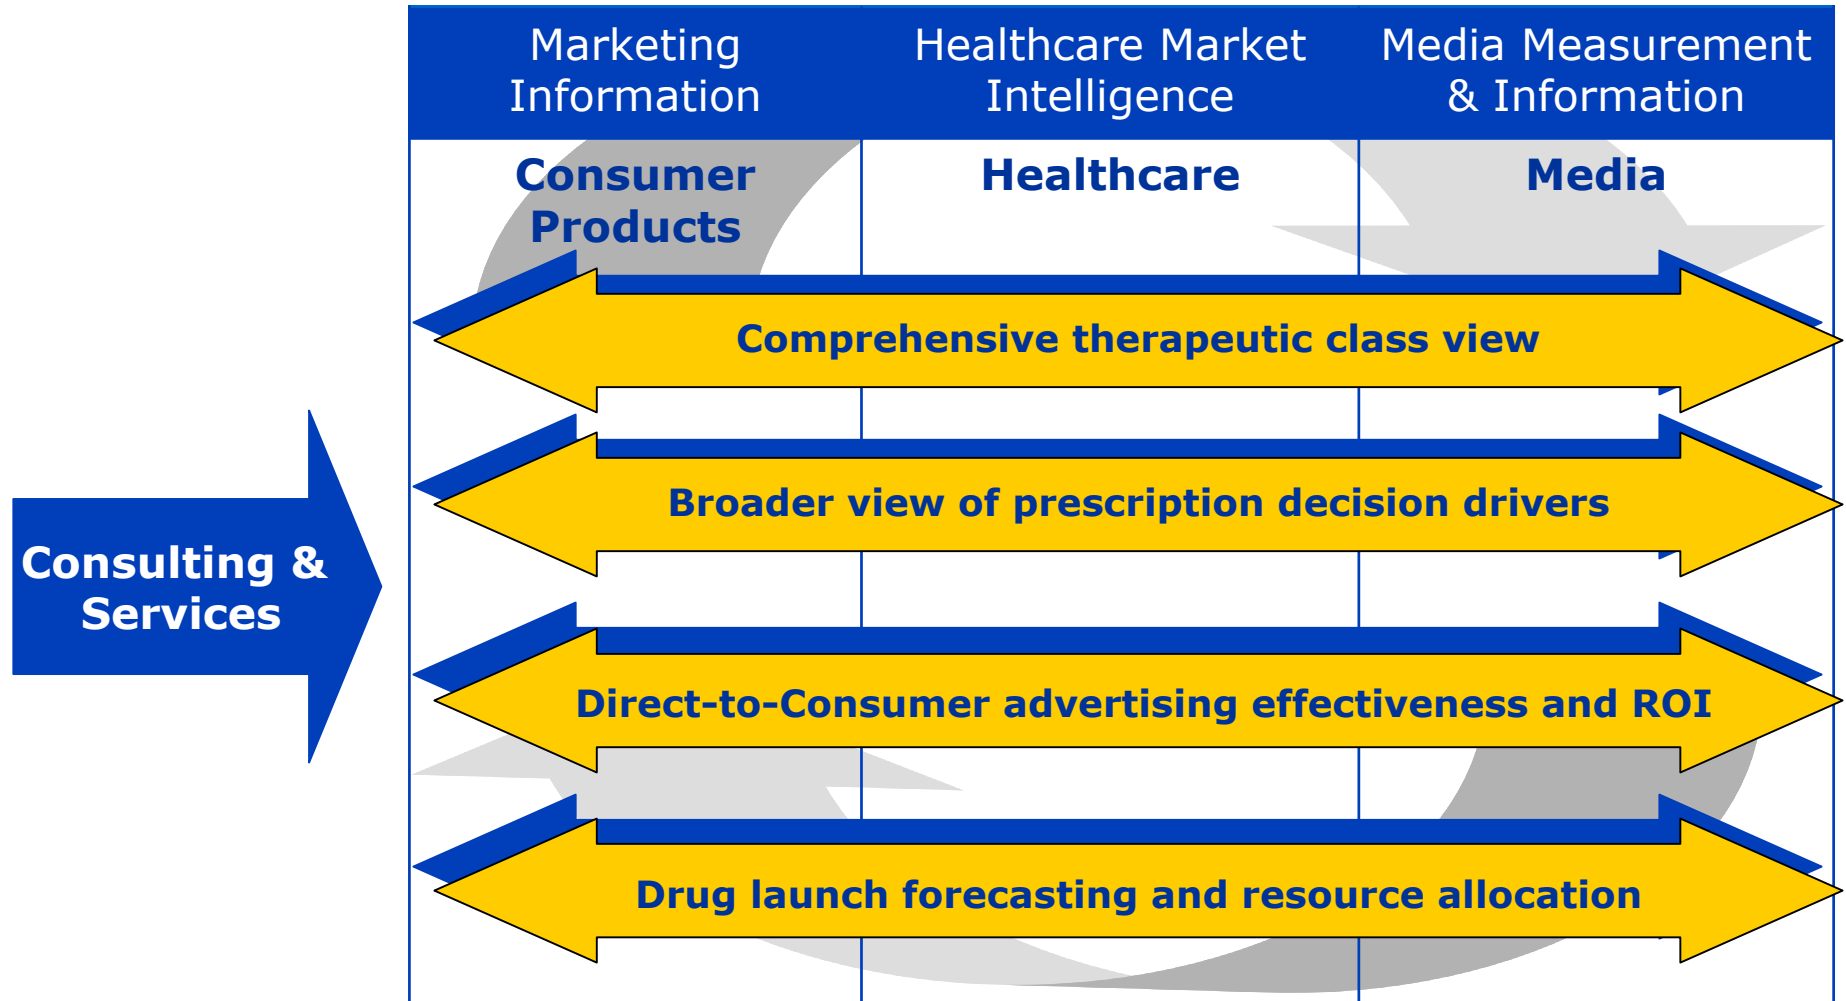 Marketing
Information
Healthcare Market
Intelligence
Media Measurement
& Information
Consumer
Products
Healthcare
Media
Comprehensive therapeutic class view
Broader view of prescription decision drivers
Consulting &
Services
Direct-to-Consumer advertising effectiveness and ROI
Drug launch forecasting and resource allocation